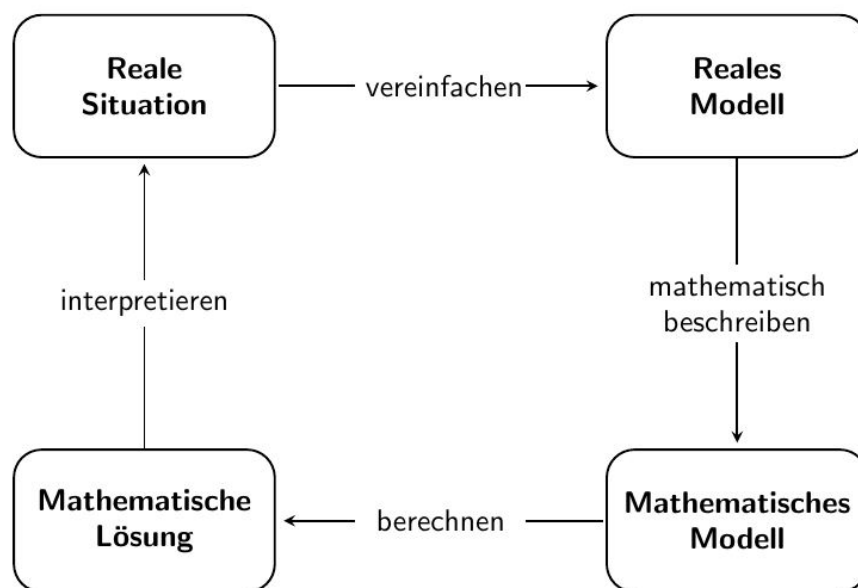 Reale
Situation
vereinfachen
Reales
Modell
interpretieren
mathematisch
beschreiben
Mathematische
Lösung
berechnen
Mathematisches
Modell